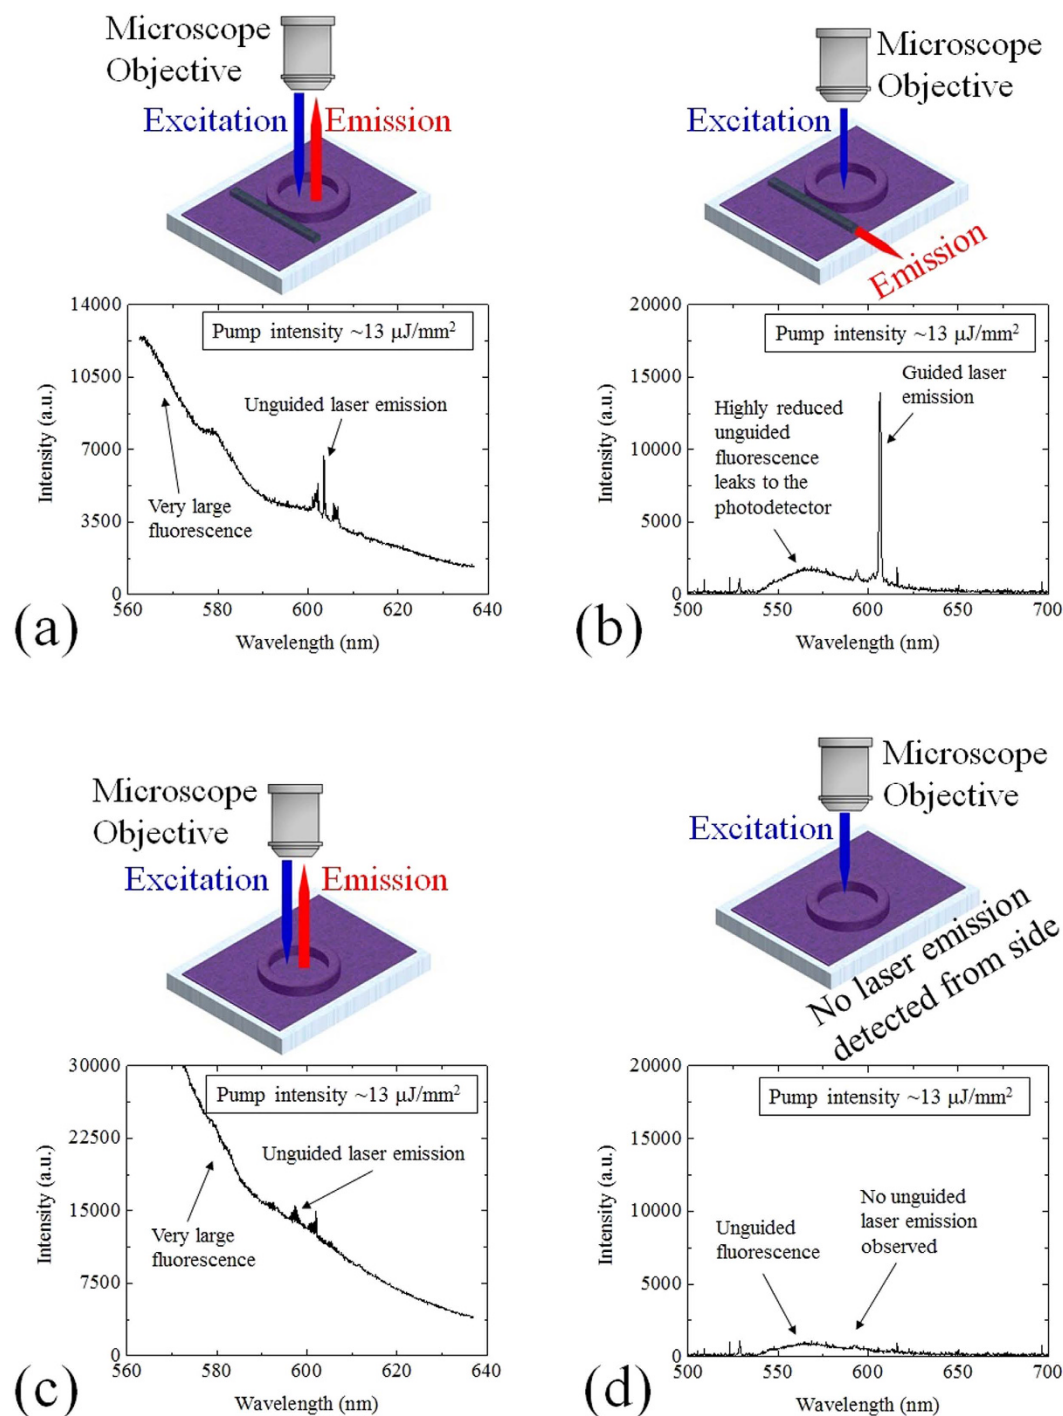 Microscope
Objective
Excitation
Emission
14000
10500
7000
3500
0
Intensity (a.u.)
Pump intensity ~13 μJ/mm²
Unguided laser emission
Very large
fluorescence
560
580
600
620
640
Wavelength (nm)
(a)
Microscope
Objective
Excitation
Emission
20000
15000
10000
5000
0
Intensity (a.u.)
Pump intensity ~13 μJ/mm²
Guided laser
emission
Highly reduced
unguided
fluorescence
leaks to the
photodetector
500
550
600
650
700
Wavelength (nm)
(b)
Microscope
Objective
Excitation
Emission
30000
22500
15000
7500
0
Intensity (a.u.)
Pump intensity ~13 μJ/mm²
Unguided laser emission
Very large
fluorescence
560
580
600
620
640
Wavelength (nm)
(c)
Microscope
Objective
Excitation
No laser emission
detected from side
20000
15000
10000
5000
0
Intensity (a.u.)
Pump intensity ~13 μJ/mm²
No unguided
laser emission
observed
Unguided
fluorescence
500
550
600
650
700
Wavelength (nm)
(d)